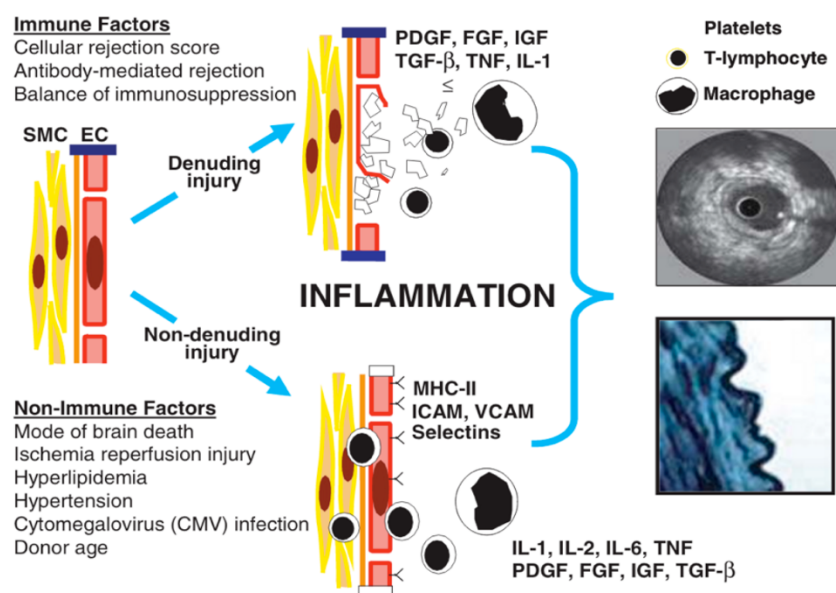 Immune Factors
Cellular rejection score
Antibody-mediated rejection
Balance of immunosuppression
SMC EC
Denuding
injury
PDGF, FGF, IGF
TGF-β, TNF, IL-1
≤
Platelets
T-lymphocyte
Macrophage
INFLAMMATION
Non-denuding
injury
Non-Immune Factors
Mode of brain death
Ischemia reperfusion injury
Hyperlipidemia
Hypertension
Cytomegalovirus (CMV) infection
Donor age
MHC-II
ICAM, VCAM
Selectins
IL-1, IL-2, IL-6, TNF
PDGF, FGF, IGF, TGF-β